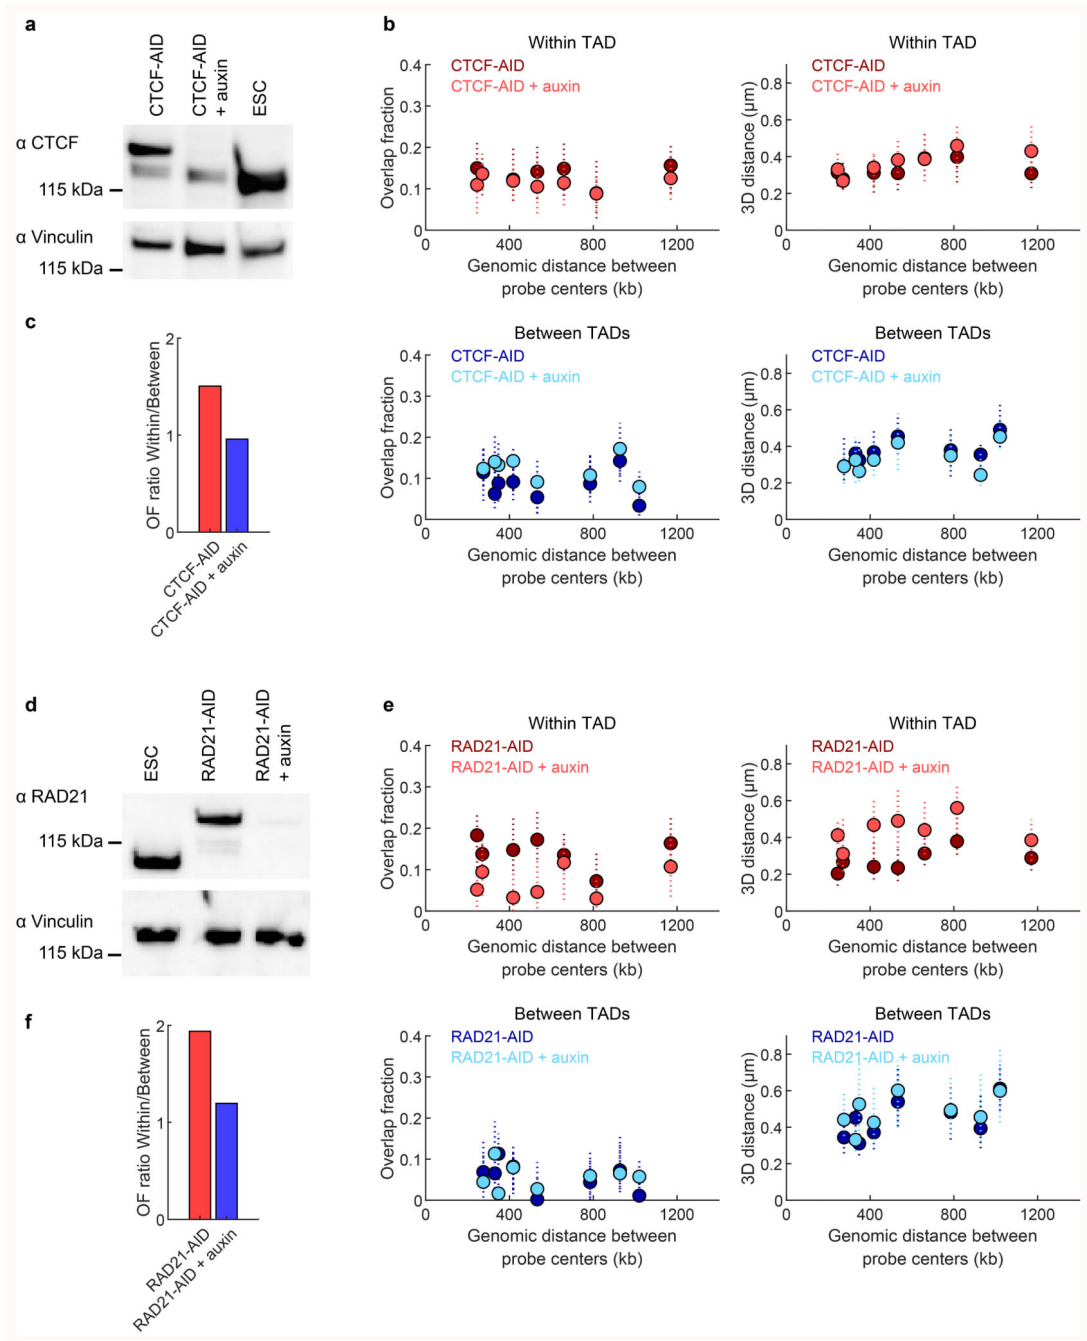 a
CTCF-AID
CTCF-AID
+ auxin
ESC
α CTCF
115 kDa
α Vinculin
115 kDa
b
Within TAD
CTCF-AID
CTCF-AID + auxin
Overlap fraction
0.4
0.3
0.2
0.1
0
0
400
800
1200
Genomic distance between
probe centers (kb)
Within TAD
CTCF-AID
CTCF-AID + auxin
3D distance (μm)
0.8
0.6
0.4
0.2
0
0
400
800
1200
Genomic distance between
probe centers (kb)
Between TADs
CTCF-AID
CTCF-AID + auxin
Overlap fraction
0.4
0.3
0.2
0.1
0
0
400
800
1200
Genomic distance between
probe centers (kb)
Between TADs
CTCF-AID
CTCF-AID + auxin
3D distance (μm)
0.8
0.6
0.4
0.2
0
0
400
800
1200
Genomic distance between
probe centers (kb)
c
OF ratio Within/Between
2
1
0
CTCF-AID
CTCF-AID + auxin
d
ESC
RAD21-AID
RAD21-AID
+ auxin
α RAD21
115 kDa
α Vinculin
115 kDa
e
Within TAD
RAD21-AID
RAD21-AID + auxin
Overlap fraction
0.4
0.3
0.2
0.1
0
0
400
800
1200
Genomic distance between
probe centers (kb)
Within TAD
RAD21-AID
RAD21-AID + auxin
3D distance (μm)
0.8
0.6
0.4
0.2
0
0
400
800
1200
Genomic distance between
probe centers (kb)
Between TADs
RAD21-AID
RAD21-AID + auxin
Overlap fraction
0.4
0.3
0.2
0.1
0
0
400
800
1200
Genomic distance between
probe centers (kb)
Between TADs
RAD21-AID
RAD21-AID + auxin
3D distance (μm)
0.8
0.6
0.4
0.2
0
0
400
800
1200
Genomic distance between
probe centers (kb)
f
OF ratio Within/Between
2
1
0
RAD21-AID
RAD21-AID + auxin